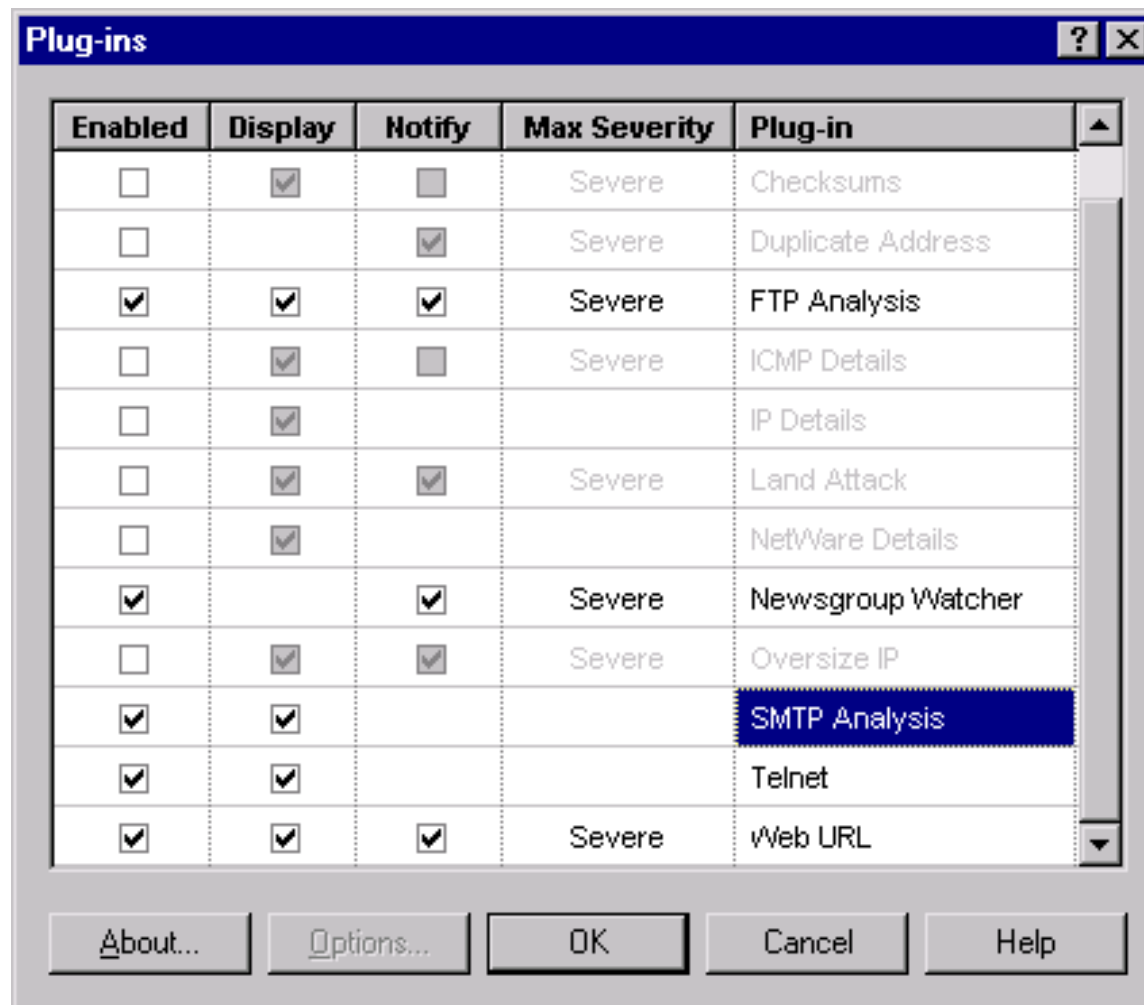 Plug-ins
Enabled Display Notify Max Severity Plug-in
Severe Checksums
Severe Duplicate Address
Severe FTP Analysis
Severe ICMP Details
IP Details
Severe Land Attack
NetWare Details
Severe Newsgroup Watcher
Severe Oversize IP
SMTP Analysis
Telnet
Severe Web URL
About... Options... OK Cancel Help